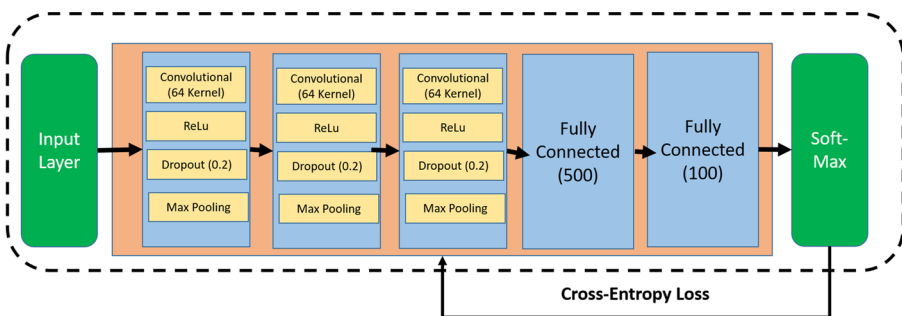 Input
Layer
Convolutional
(64 Kernel)
ReLu
Dropout (0.2)
Max Pooling
Convolutional
(64 Kernel)
ReLu
Dropout (0.2)
Max Pooling
Convolutional
(64 Kernel)
ReLu
Dropout (0.2)
Max Pooling
Fully
Connected
(500)
Fully
Connected
(100)
Soft-
Max
Cross-Entropy Loss